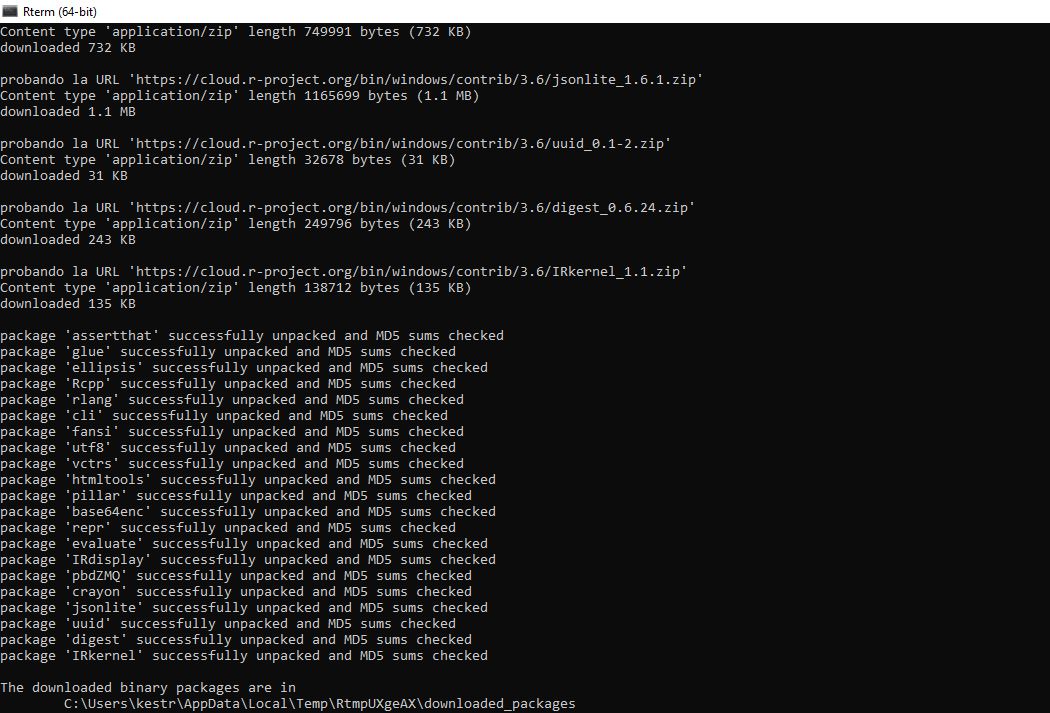 Rterm (64-bit)
Content type 'application/zip' length 749991 bytes (732 KB)
downloaded 732 KB
probando la URL 'https://cloud.r-project.org/bin/windows/contrib/3.6/jsonlite_1.6.1.zip'
Content type 'application/zip' length 1165699 bytes (1.1 MB)
downloaded 1.1 MB
probando la URL 'https://cloud.r-project.org/bin/windows/contrib/3.6/uuid_0.1-2.zip'
Content type 'application/zip' length 32678 bytes (31 KB)
downloaded 31 KB
probando la URL 'https://cloud.r-project.org/bin/windows/contrib/3.6/digest_0.6.24.zip'
Content type 'application/zip' length 249796 bytes (243 KB)
downloaded 243 KB
probando la URL 'https://cloud.r-project.org/bin/windows/contrib/3.6/IRkernel_1.1.zip'
Content type 'application/zip' length 138712 bytes (135 KB)
downloaded 135 KB
package 'assertthat' successfully unpacked and MD5 sums checked
package 'glue' successfully unpacked and MD5 sums checked
package 'ellipsis' successfully unpacked and MD5 sums checked
package 'Rcpp' successfully unpacked and MD5 sums checked
package 'rlang' successfully unpacked and MD5 sums checked
package 'cli' successfully unpacked and MD5 sums checked
package 'fansi' successfully unpacked and MD5 sums checked
package 'utf8' successfully unpacked and MD5 sums checked
package 'vctrs' successfully unpacked and MD5 sums checked
package 'htmltools' successfully unpacked and MD5 sums checked
package 'pillar' successfully unpacked and MD5 sums checked
package 'base64enc' successfully unpacked and MD5 sums checked
package 'repr' successfully unpacked and MD5 sums checked
package 'evaluate' successfully unpacked and MD5 sums checked
package 'IRdisplay' successfully unpacked and MD5 sums checked
package 'pbdZMQ' successfully unpacked and MD5 sums checked
package 'crayon' successfully unpacked and MD5 sums checked
package 'jsonlite' successfully unpacked and MD5 sums checked
package 'uuid' successfully unpacked and MD5 sums checked
package 'digest' successfully unpacked and MD5 sums checked
package 'IRkernel' successfully unpacked and MD5 sums checked
The downloaded binary packages are in
C:\Users\kestr\AppData\Local\Temp\RtmpUXgeAX\downloaded_packages